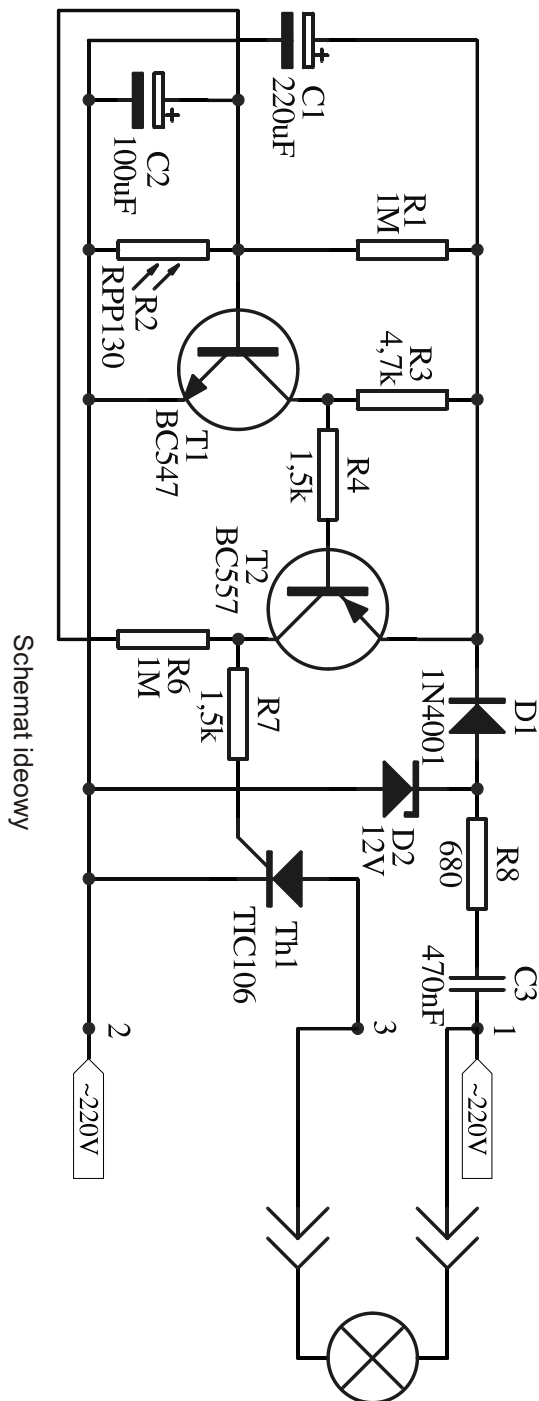 C1
220uF
C2
100uF
R1
1M
R2
RPP130
R3
4,7k
T1
BC547
R4
1,5k
T2
BC557
R6
1M
R7
1,5k
D1
1N4001
D2
12V
R8
680
Th1
TIC106
C3
470nF
1
3
2
~220V
~220V
Schemat ideowy